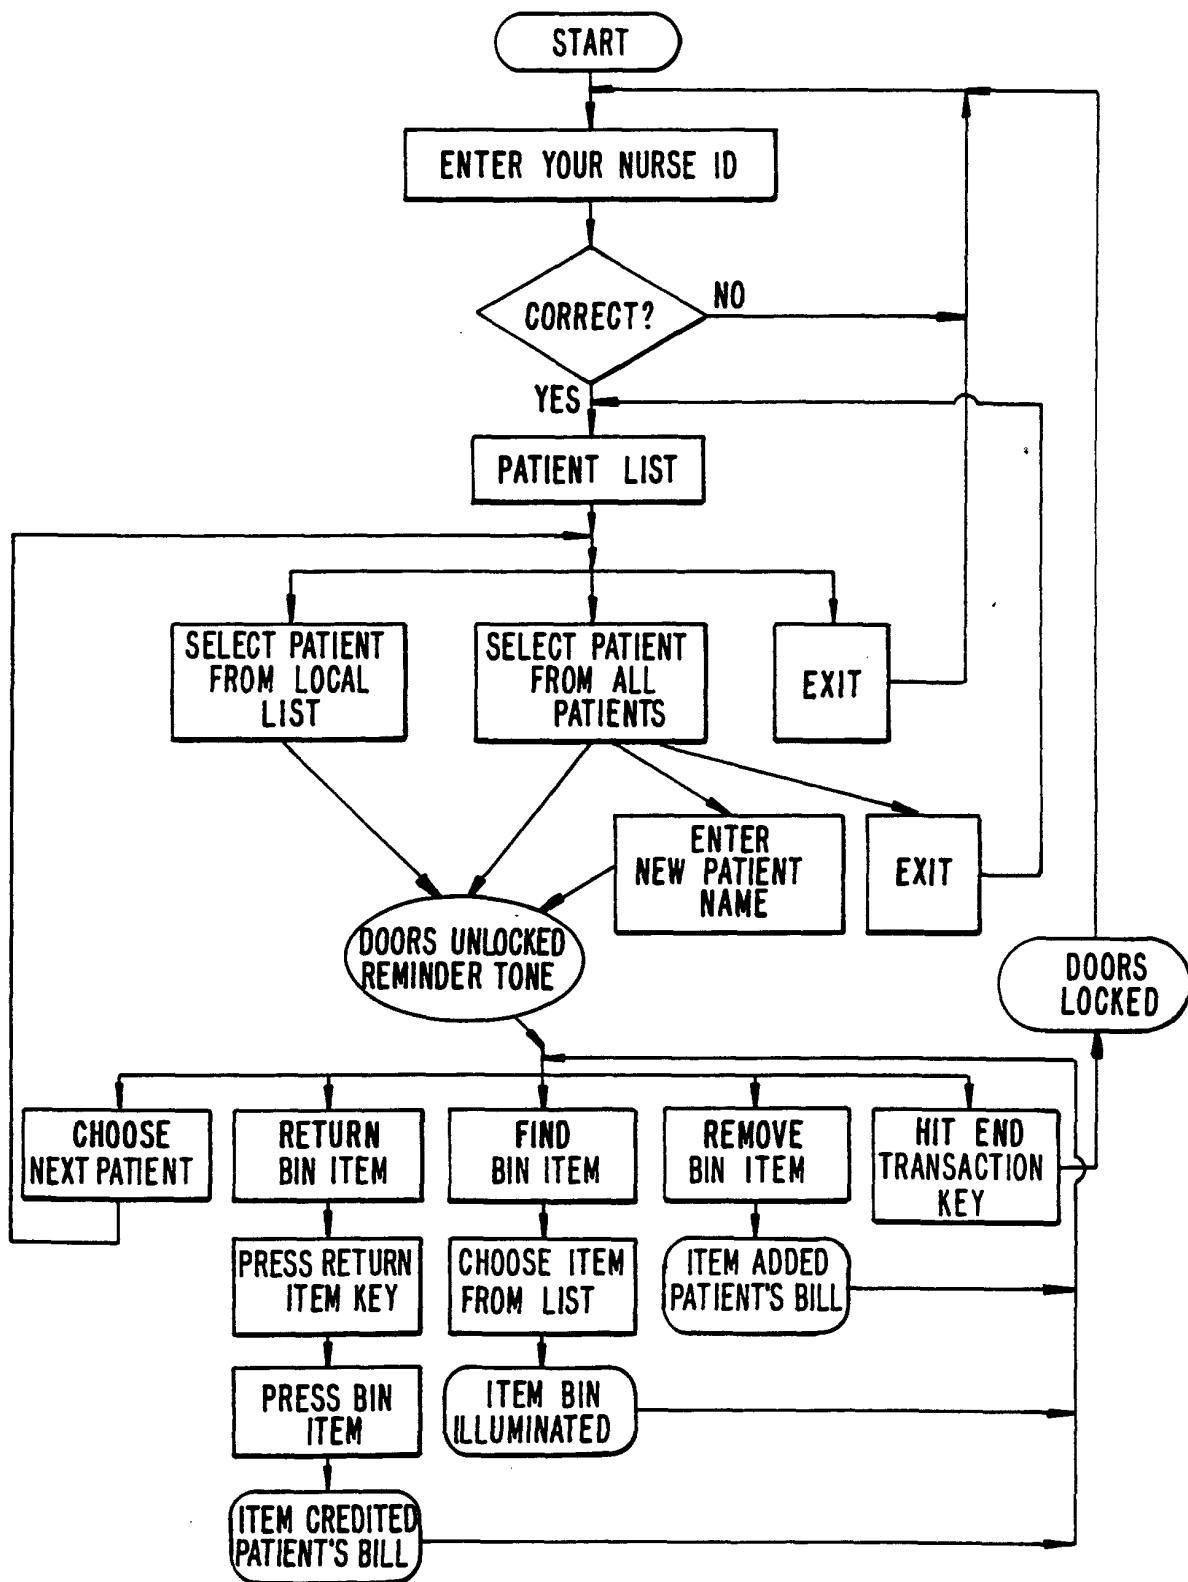 START
ENTER YOUR NURSE ID
CORRECT?
NO
YES
PATIENT LIST
SELECT PATIENT
FROM LOCAL
LIST
SELECT PATIENT
FROM ALL
PATIENTS
EXIT
ENTER
NEW PATIENT
NAME
EXIT
DOORS UNLOCKED
REMINDER TONE
DOORS
LOCKED
CHOOSE
NEXT PATIENT
RETURN
BIN ITEM
FIND
BIN ITEM
REMOVE
BIN ITEM
HIT END
TRANSACTION
KEY
PRESS RETURN
ITEM KEY
CHOOSE ITEM
FROM LIST
ITEM ADDED
PATIENT'S BILL
PRESS BIN
ITEM
ITEM BIN
ILLUMINATED
ITEM CREDITED
PATIENT'S BILL